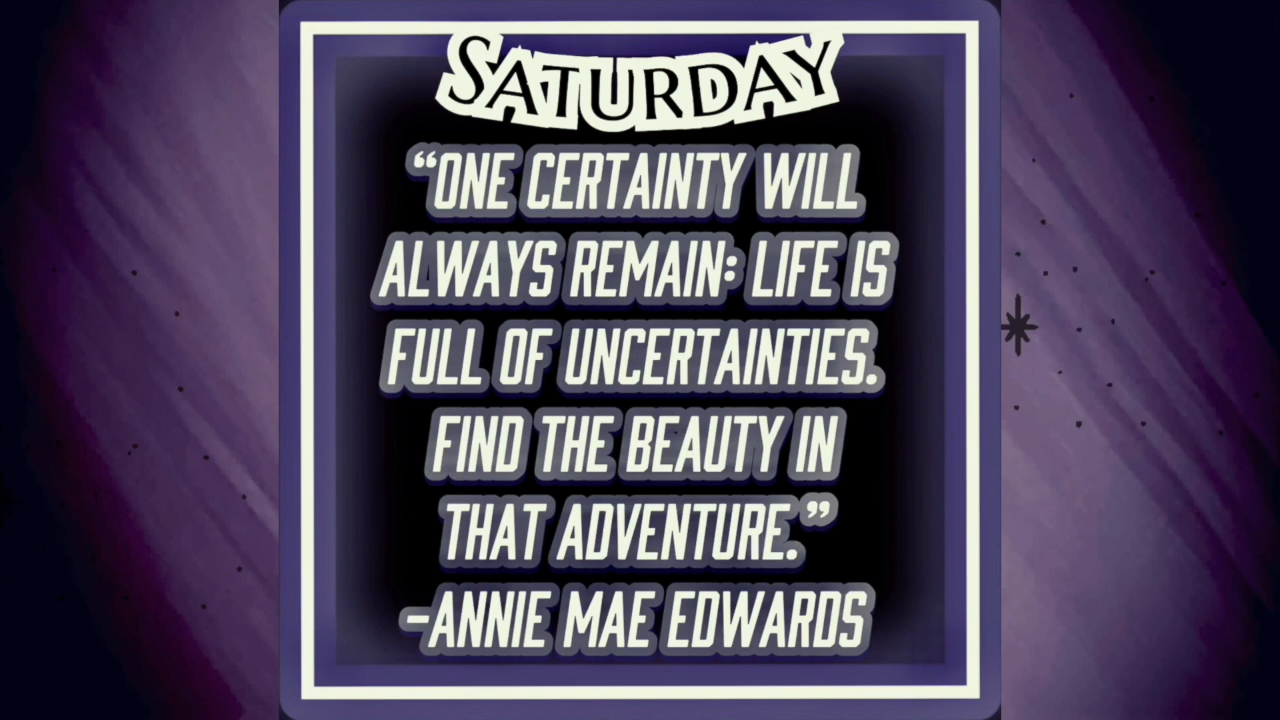 SATURDAY
“ONE CERTAINTY WILL
ALWAYS REMAIN: LIFE IS
FULL OF UNCERTAINTIES.
FIND THE BEAUTY IN
THAT ADVENTURE.”
-ANNIE MAE EDWARDS